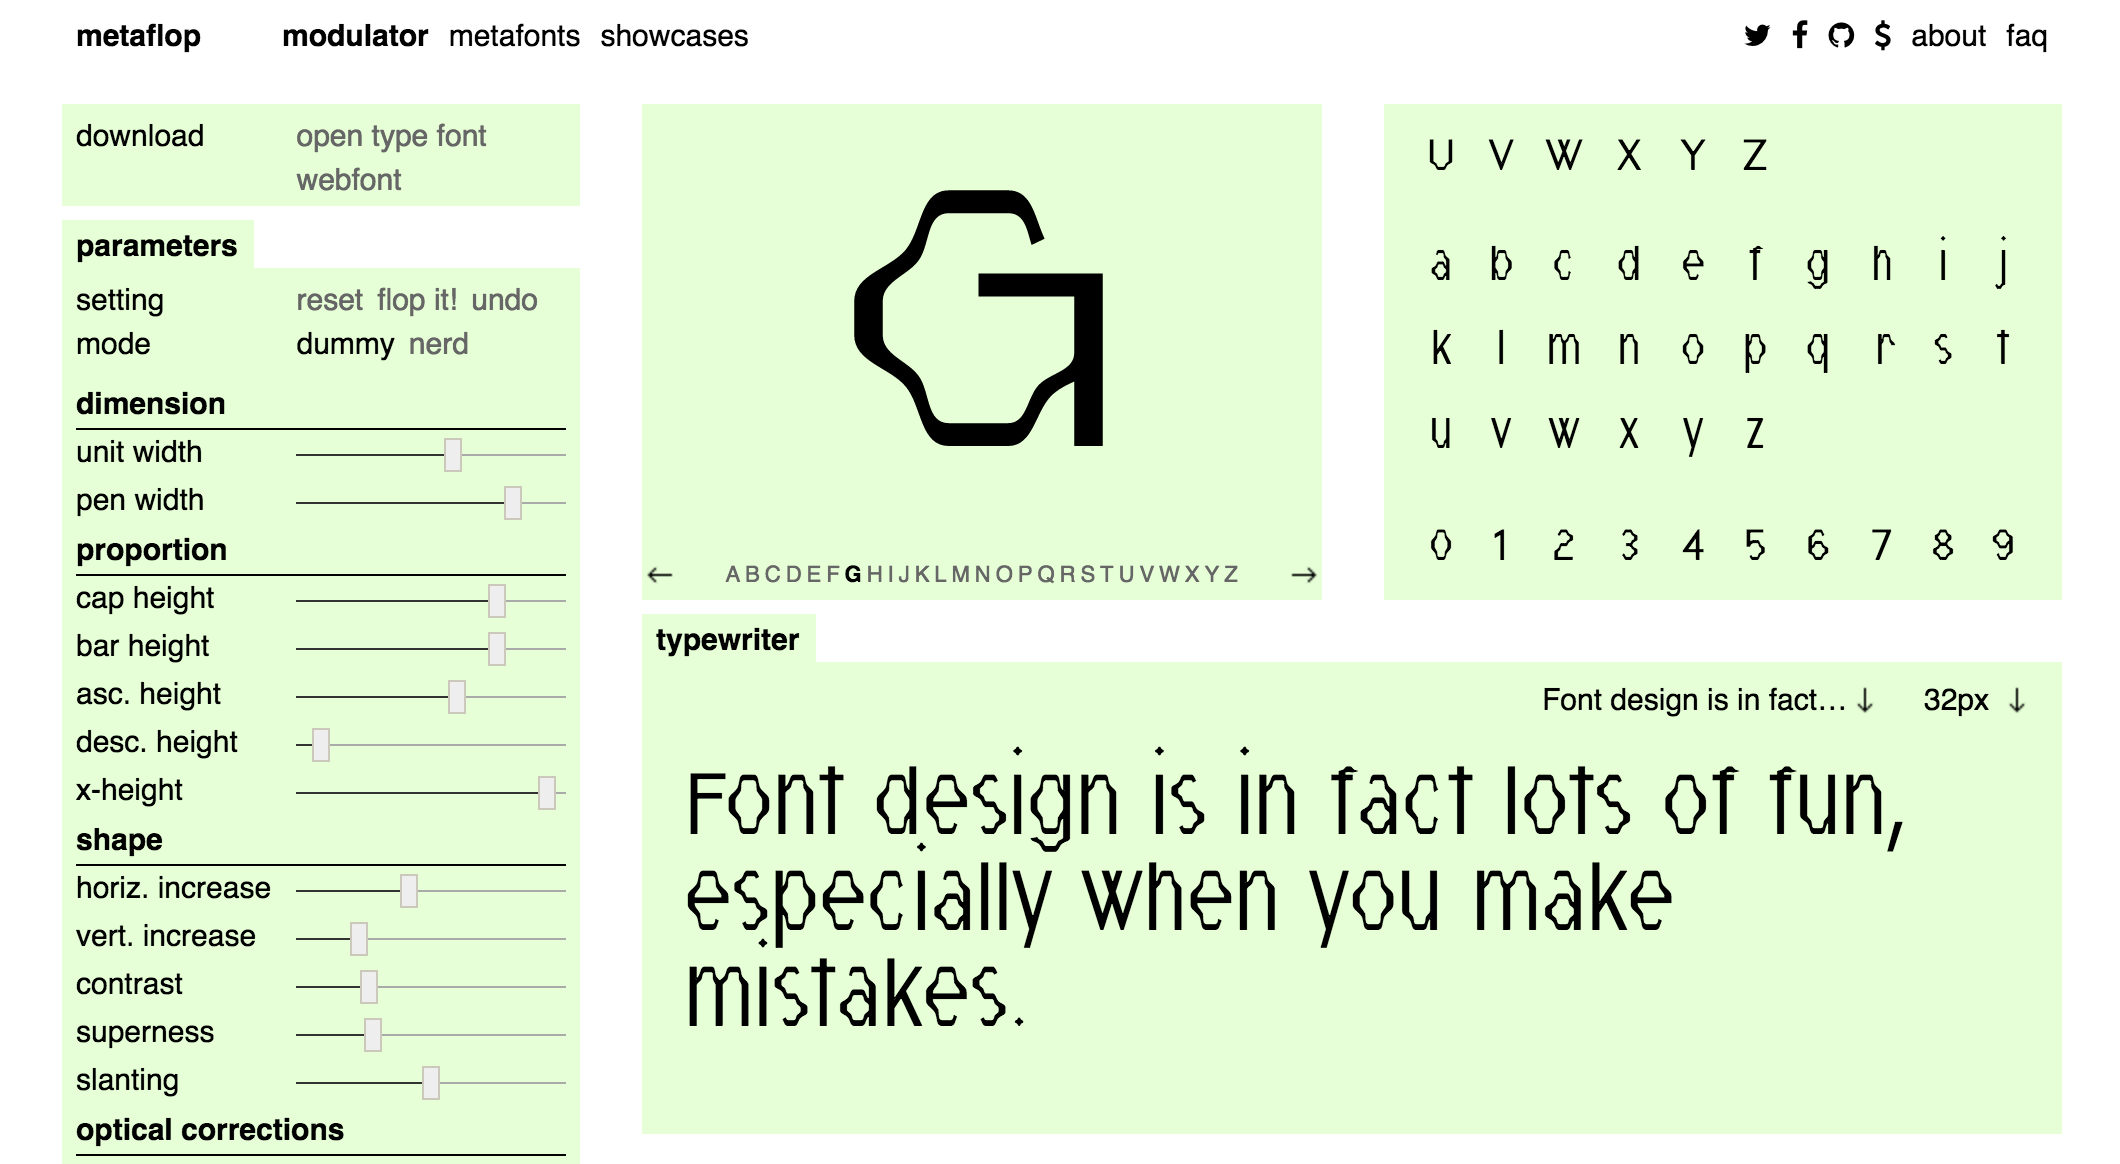 metaflop modulator metafonts showcases about faq
download open type font
webfont
parameters
setting reset flop it! undo
mode dummy nerd
dimension
unit width
pen width
proportion
cap height
bar height
asc. height
desc. height
x-height
shape
horiz. increase
vert. increase
contrast
superness
slanting
optical corrections
G
← ABCDEFGHIJKLMNOPQRSTUVWXYZ →
U V W X Y Z
a b c d e f g h i j
k l m n o p q r s t
u v w x y z
0 1 2 3 4 5 6 7 8 9
typewriter
Font design is in fact... ↓ 32px ↓
Font design is in fact lots of fun,
especially when you make
mistakes.